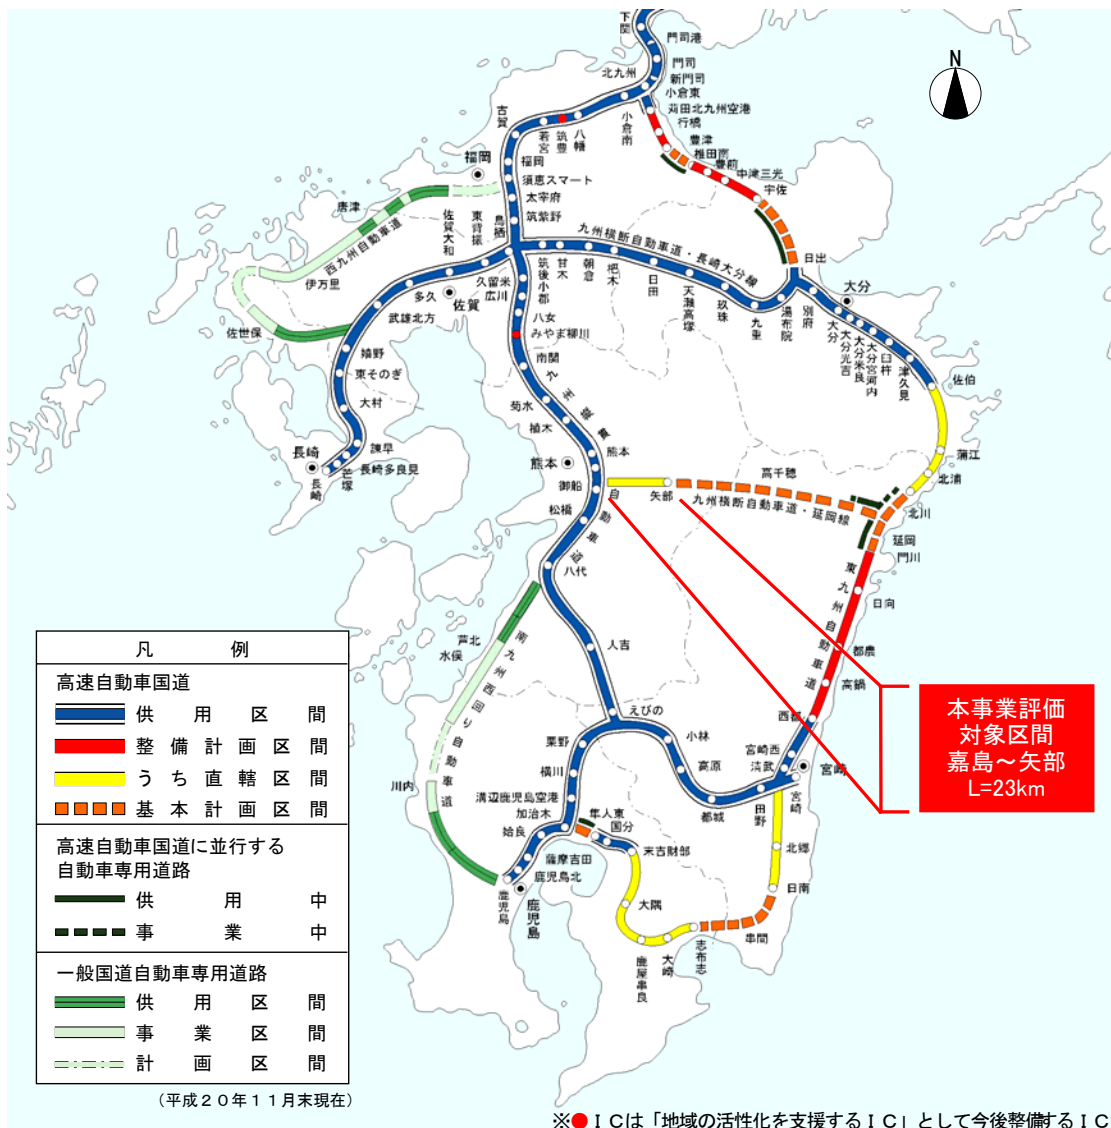 N
下関
門司港
門司
新門司
北九州
小倉東
苅田北九州空港
行橋
小倉南
豊津
椎田南
豊前
中津三光
宇佐
古賀
若宮
筑豊
八幡
福岡
福岡
須恵スマート
太宰府
筑紫野
唐津
西九州自動車道
佐賀大和
東背振
鳥栖
九州横断自動車道・長崎大分線
日出
大分
伊万里
多久
佐賀
久留米
広川
筑後小郡
甘木
朝倉
杷木
日田
天瀬高塚
玖珠
九重
湯布院
別府
大分
大分光吉
大分米良
大分宮河内
臼杵
津久見
佐世保
武雄北方
八女
みやま柳川
嬉野
南関
佐伯
東そのぎ
九州縦貫自動車道
菊水
大村
植木
長崎
諫早
長崎多良見
芒塚
長崎
熊本
熊本
蒲江
北浦
御船
矢部
高千穂
九州横断自動車道・延岡線
北川
松橋
延岡
門川
八代
東九州自動車道
日向
芦北
水俣
南九州西回り自動車道
人吉
都農
高鍋
えびの
西都
栗野
小林
宮崎西
清武
宮崎
横川
高原
川内
溝辺鹿児島空港
加治木
隼人東
国分
都城
田野
宮崎
姶良
末吉財部
北郷
薩摩吉田
鹿児島北
日南
鹿児島
鹿児島
大隅
串間
志布志
大崎
鹿屋串良
本事業評価
対象区間
嘉島～矢部
L=23km
凡例
高速自動車国道
供用区間
整備計画区間
うち直轄区間
基本計画区間
高速自動車国道に並行する
自動車専用道路
供用中
事業中
一般国道自動車専用道路
供用区間
事業区間
計画区間
(平成２０年１１月末現在)
※●ＩＣは「地域の活性化を支援するＩＣ」として今後整備するＩＣ